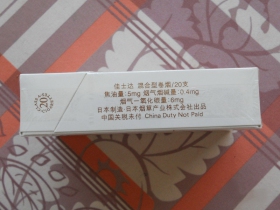 佳士达 混合型卷烟/20支
焦油量:5mg 烟气烟碱量:0.4mg
烟气一氧化碳量:6mg
日本制造:日本烟草产业株式会社出品
中国关税未付 China Duty Not Paid
20